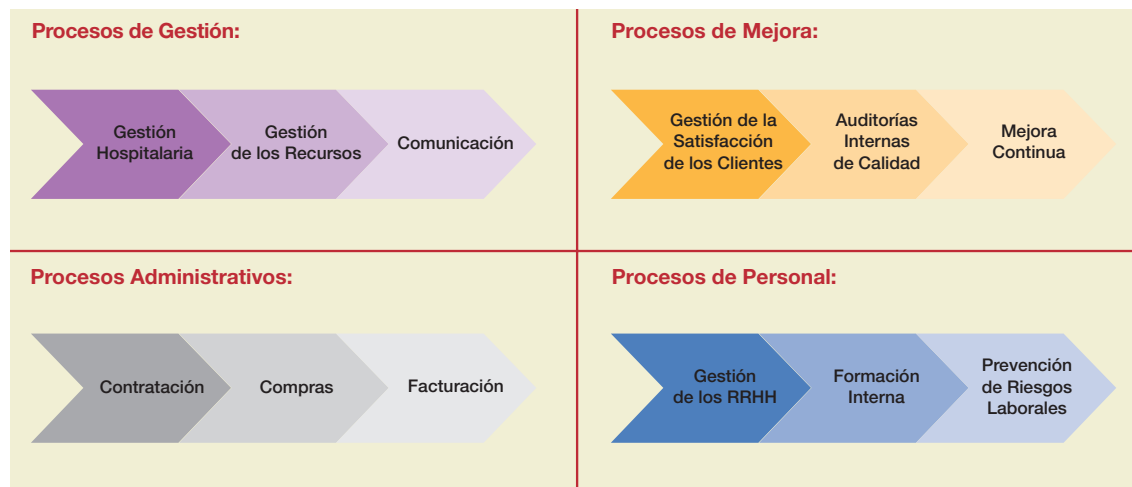 Procesos de Gestión:
Gestión
Hospitalaria
Gestión
de los Recursos
Comunicación
Procesos de Mejora:
Gestión de la
Satisfacción
de los Clientes
Auditorías
Internas
de Calidad
Mejora
Continua
Procesos Administrativos:
Contratación
Compras
Facturación
Procesos de Personal:
Gestión
de los RRHH
Formación
Interna
Prevención
de Riesgos
Laborales